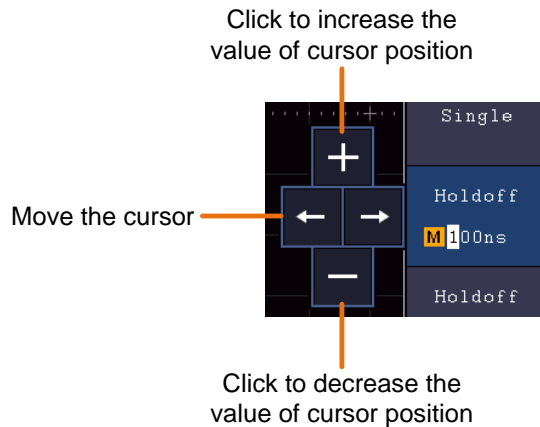 Click to increase the
value of cursor position
Single
+
Move the cursor
← →
Holdoff
M 100ns
−
Holdoff
Click to decrease the
value of cursor position